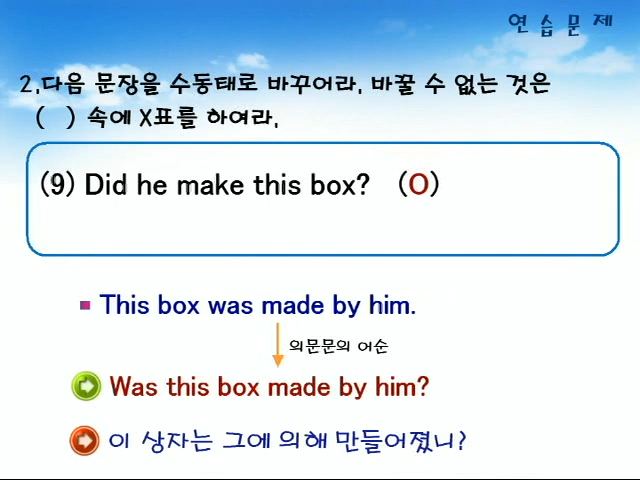 연 습 문 제
2.다음 문장을 수동태로 바꾸어라. 바꿀 수 없는 것은
( ) 속에 X표를 하여라.
(9) Did he make this box? (O)
This box was made by him.
의문문의 어순
Was this box made by him?
이 상자는 그에 의해 만들어졌니?